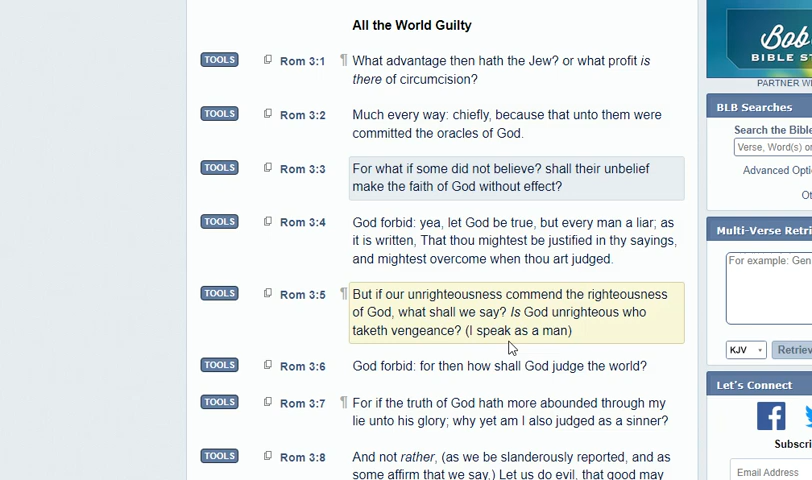 All the World Guilty
TOOLS Rom 3:1 ¶ What advantage then hath the Jew? or what profit is
there of circumcision?
TOOLS Rom 3:2 Much every way: chiefly, because that unto them were
committed the oracles of God.
TOOLS Rom 3:3 For what if some did not believe? shall their unbelief
make the faith of God without effect?
TOOLS Rom 3:4 God forbid: yea, let God be true, but every man a liar; as
it is written, That thou mightest be justified in thy sayings,
and mightest overcome when thou art judged.
TOOLS Rom 3:5 ¶ But if our unrighteousness commend the righteousness
of God, what shall we say? Is God unrighteous who
taketh vengeance? (I speak as a man)
TOOLS Rom 3:6 God forbid: for then how shall God judge the world?
TOOLS Rom 3:7 ¶ For if the truth of God hath more abounded through my
lie unto his glory; why yet am I also judged as a sinner?
TOOLS Rom 3:8 And not rather, (as we be slanderously reported, and as
some affirm that we say,) Let us do evil, that good may
Bob
BIBLE ST
PARTNER W
BLB Searches
Search the Bible
Verse, Word(s) or
Advanced Opti
Ot
Multi-Verse Retri
For example: Gen
KJV Retriev
Let's Connect
Subscri
Email Address